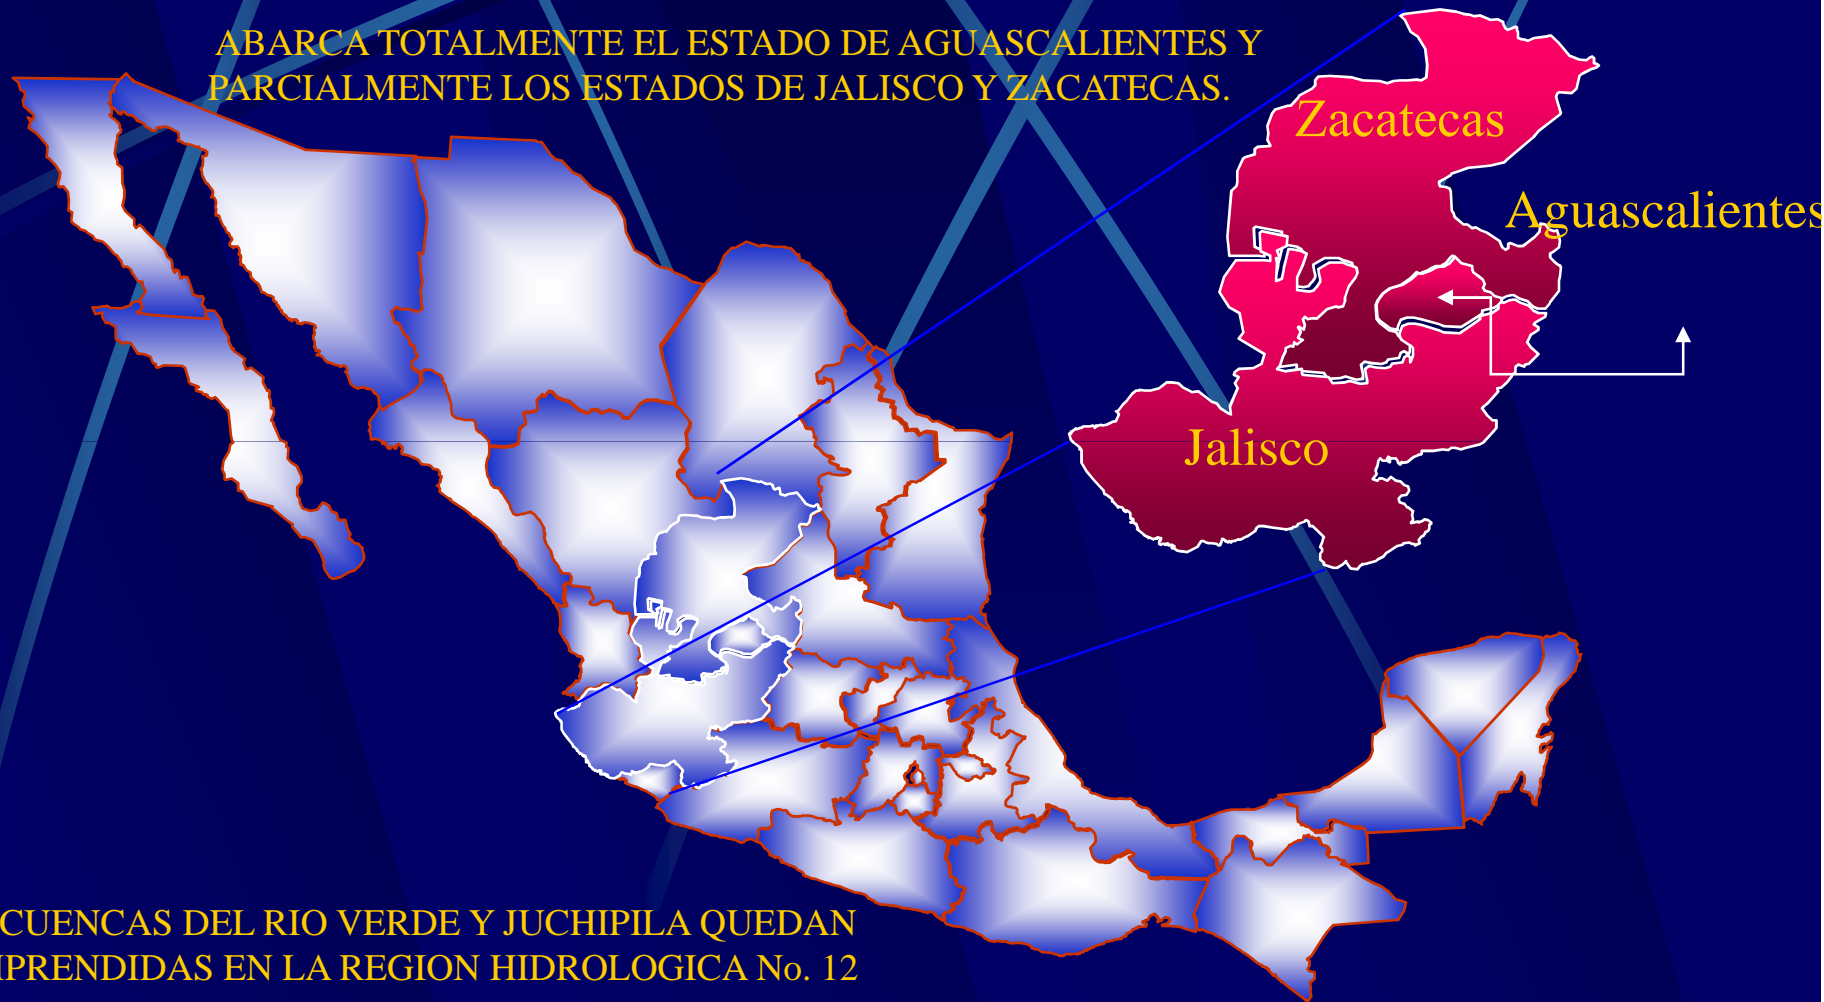 ABARCA TOTALMENTE EL ESTADO DE AGUASCALIENTES Y
PARCIALMENTE LOS ESTADOS DE JALISCO Y ZACATECAS.
Zacatecas
Aguascalientes
Jalisco
CUENCAS DEL RIO VERDE Y JUCHIPILA QUEDAN
MPRENDIDAS EN LA REGION HIDROLOGICA No. 12